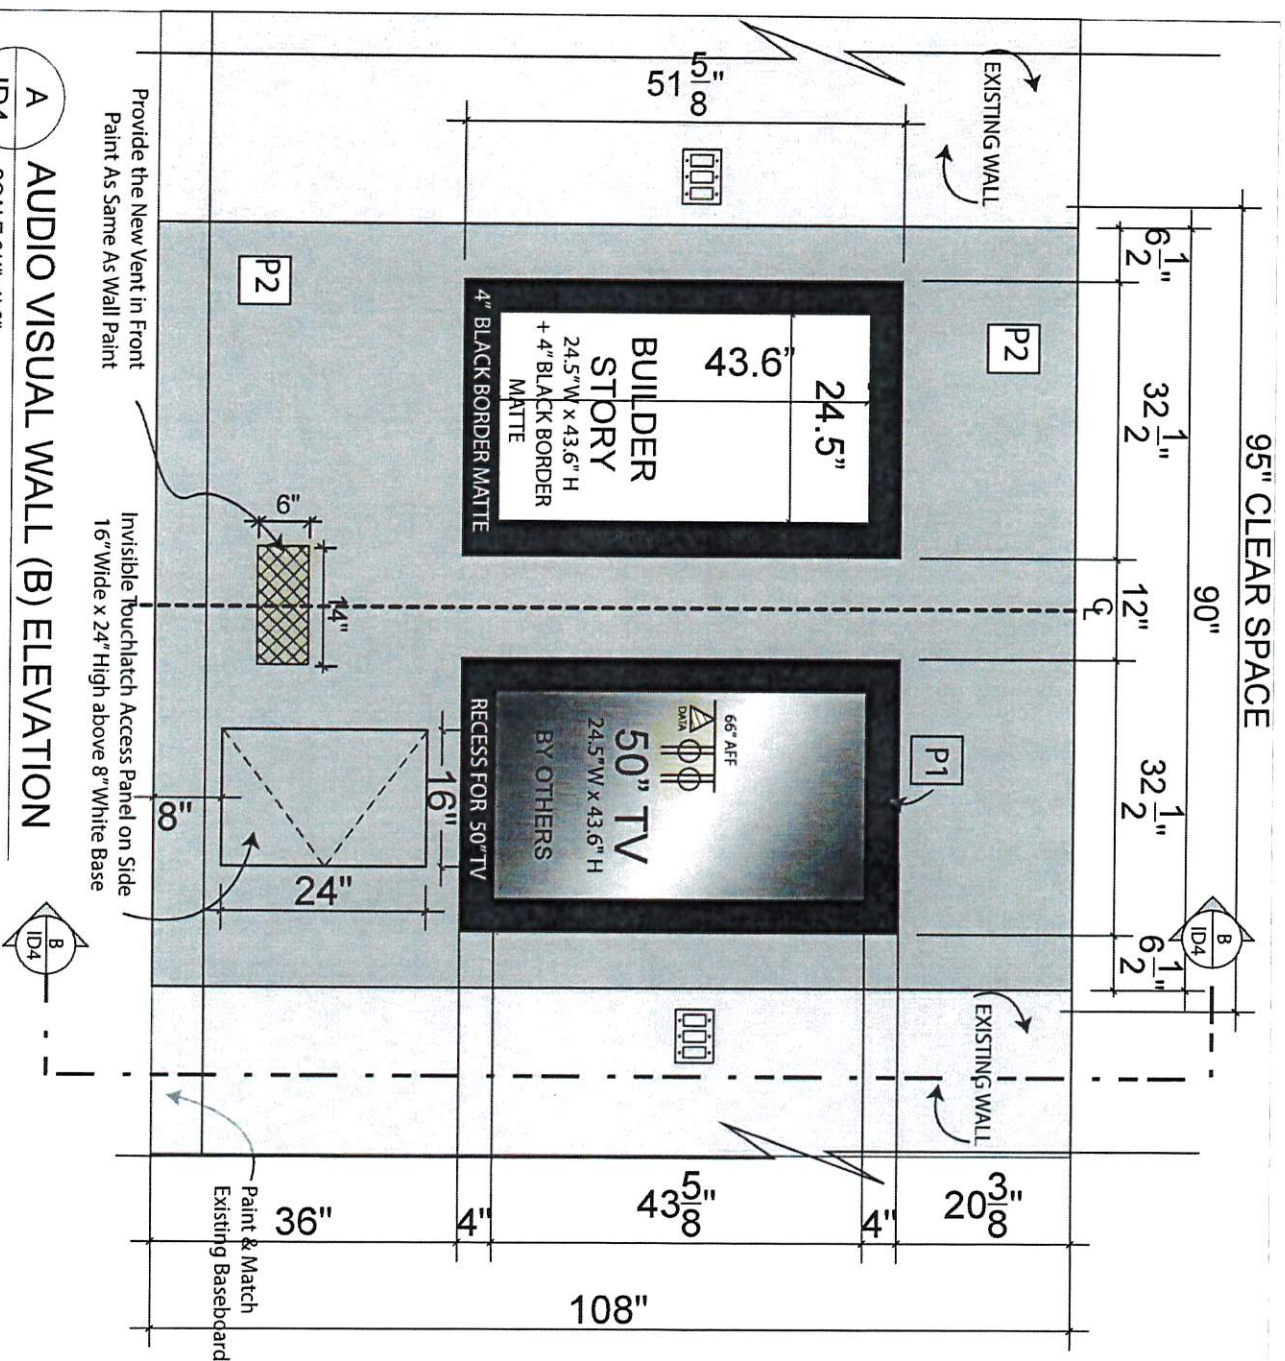 95" CLEAR SPACE
90"
6 1/2"
32 1/2"
12"
32 1/2"
6 1/2"
℄
B
ID4
EXISTING WALL
EXISTING WALL
P2
P1
51 5/8"
24.5"
43.6"
BUILDER
STORY
24.5"W x 43.6" H
+ 4" BLACK BORDER
MATTE
4" BLACK BORDER MATTE
66" AFF
DATA
50" TV
24.5"W x 43.6" H
BY OTHERS
RECESS FOR 50"TV
20 3/8"
4"
43 5/8"
4"
36"
108"
P2
6"
14"
16"
24"
8"
Provide the New Vent in Front
Paint As Same As Wall Paint
Invisible Touchlatch Access Panel on Side
16" Wide x 24" High above 8" White Base
Paint & Match
Existing Baseboard
A
ID4
AUDIO VISUAL WALL (B) ELEVATION
B
ID4